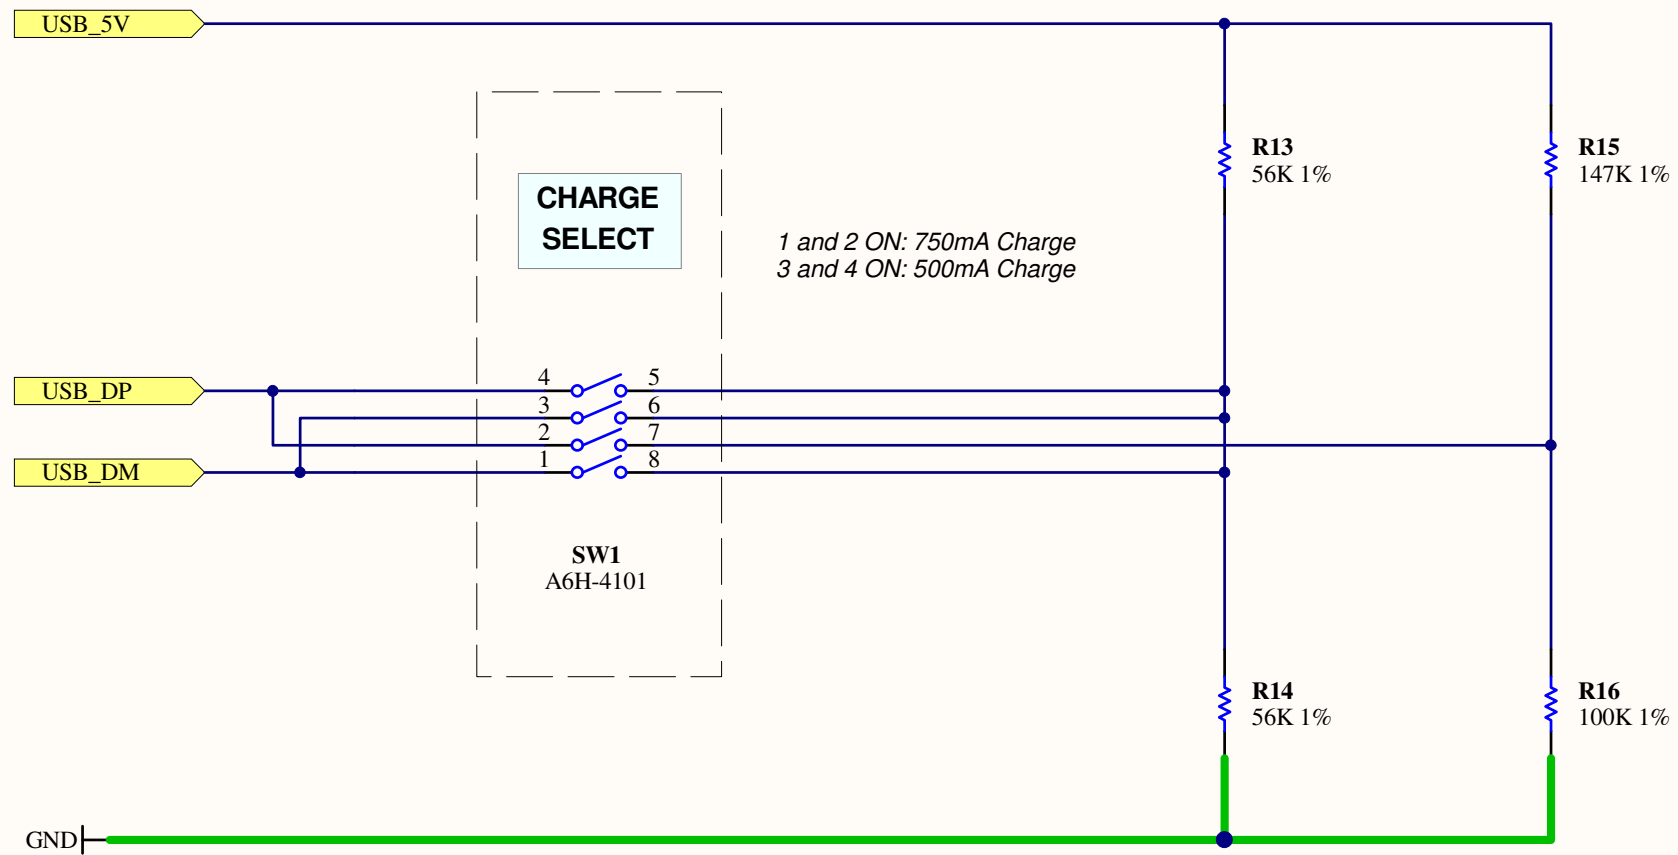 USB_5V
R13
56K 1%
R15
147K 1%
CHARGE
SELECT
1 and 2 ON: 750mA Charge
3 and 4 ON: 500mA Charge
USB_DP
4 5
3 6
2 7
USB_DM
1 8
SW1
A6H-4101
R14
56K 1%
R16
100K 1%
GND